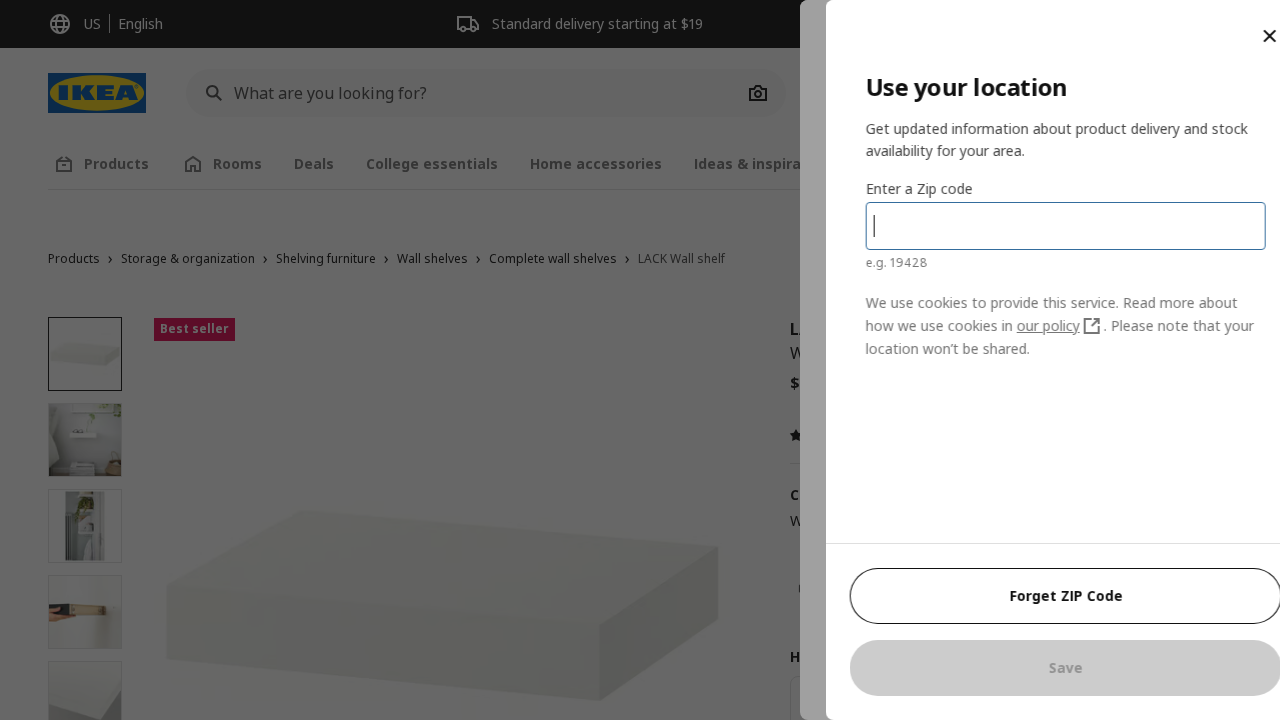 US English
Standard delivery starting at $19
IKEA
What are you looking for?
Products
Rooms
Deals
College essentials
Home accessories
Ideas &
Products › Storage & organization › Shelving furniture › Wall shelves › Complete wall shelves › LACK Wall shelf
Best seller
$
Use your location
Get updated information about product delivery and stock
availability for your area.
Enter a Zip code
e.g. 19428
We use cookies to provide this service. Read more about
how we use cookies in our policy . Please note that your
location won’t be shared.
Forget ZIP Code
Save